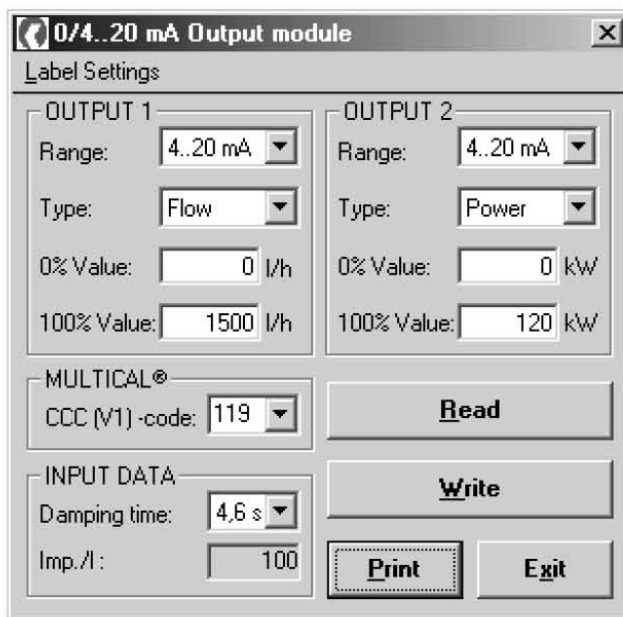 0/4..20 mA Output module
Label Settings
OUTPUT 1
Range: 4..20 mA
Type: Flow
0% Value: 0 l/h
100% Value: 1500 l/h
OUTPUT 2
Range: 4..20 mA
Type: Power
0% Value: 0 kW
100% Value: 120 kW
MULTICAL®
CCC (V1) -code: 119
INPUT DATA
Damping time: 4,6 s
Imp./l : 100
Read
Write
Print
Exit